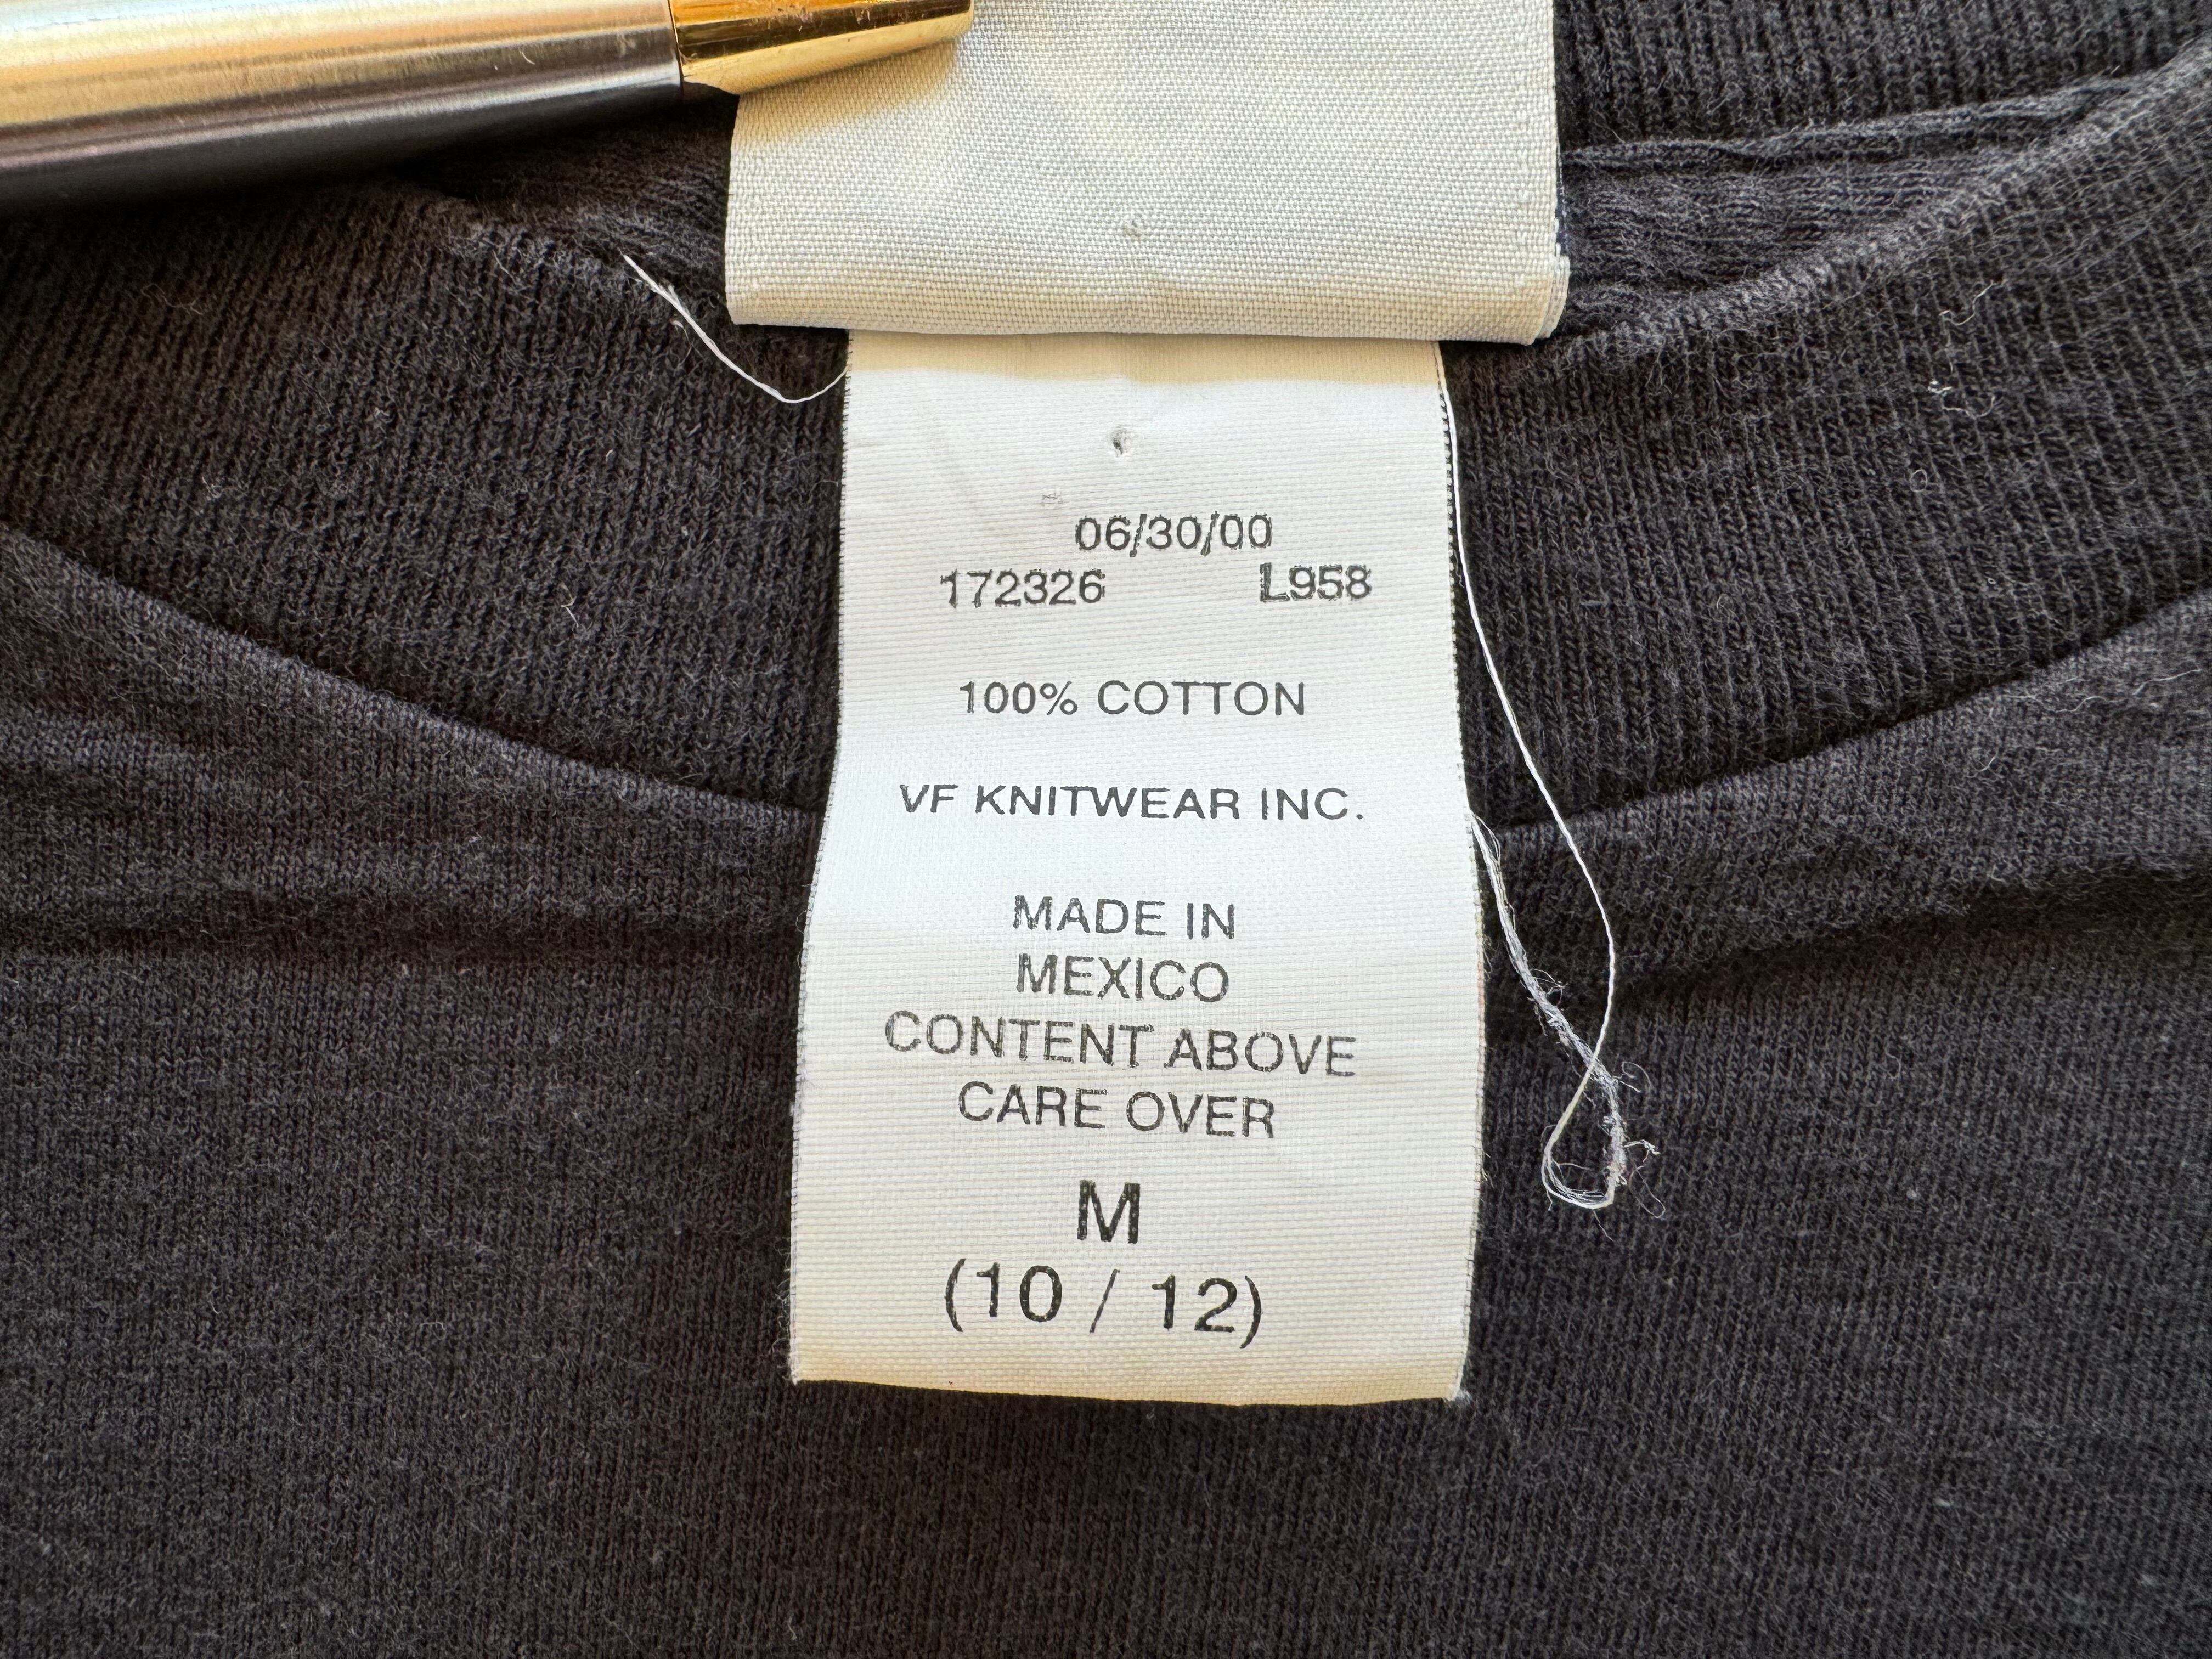 06/30/00
172326 L958
100% COTTON
VF KNITWEAR INC.
MADE IN
MEXICO
CONTENT ABOVE
CARE OVER
M
(10 / 12)